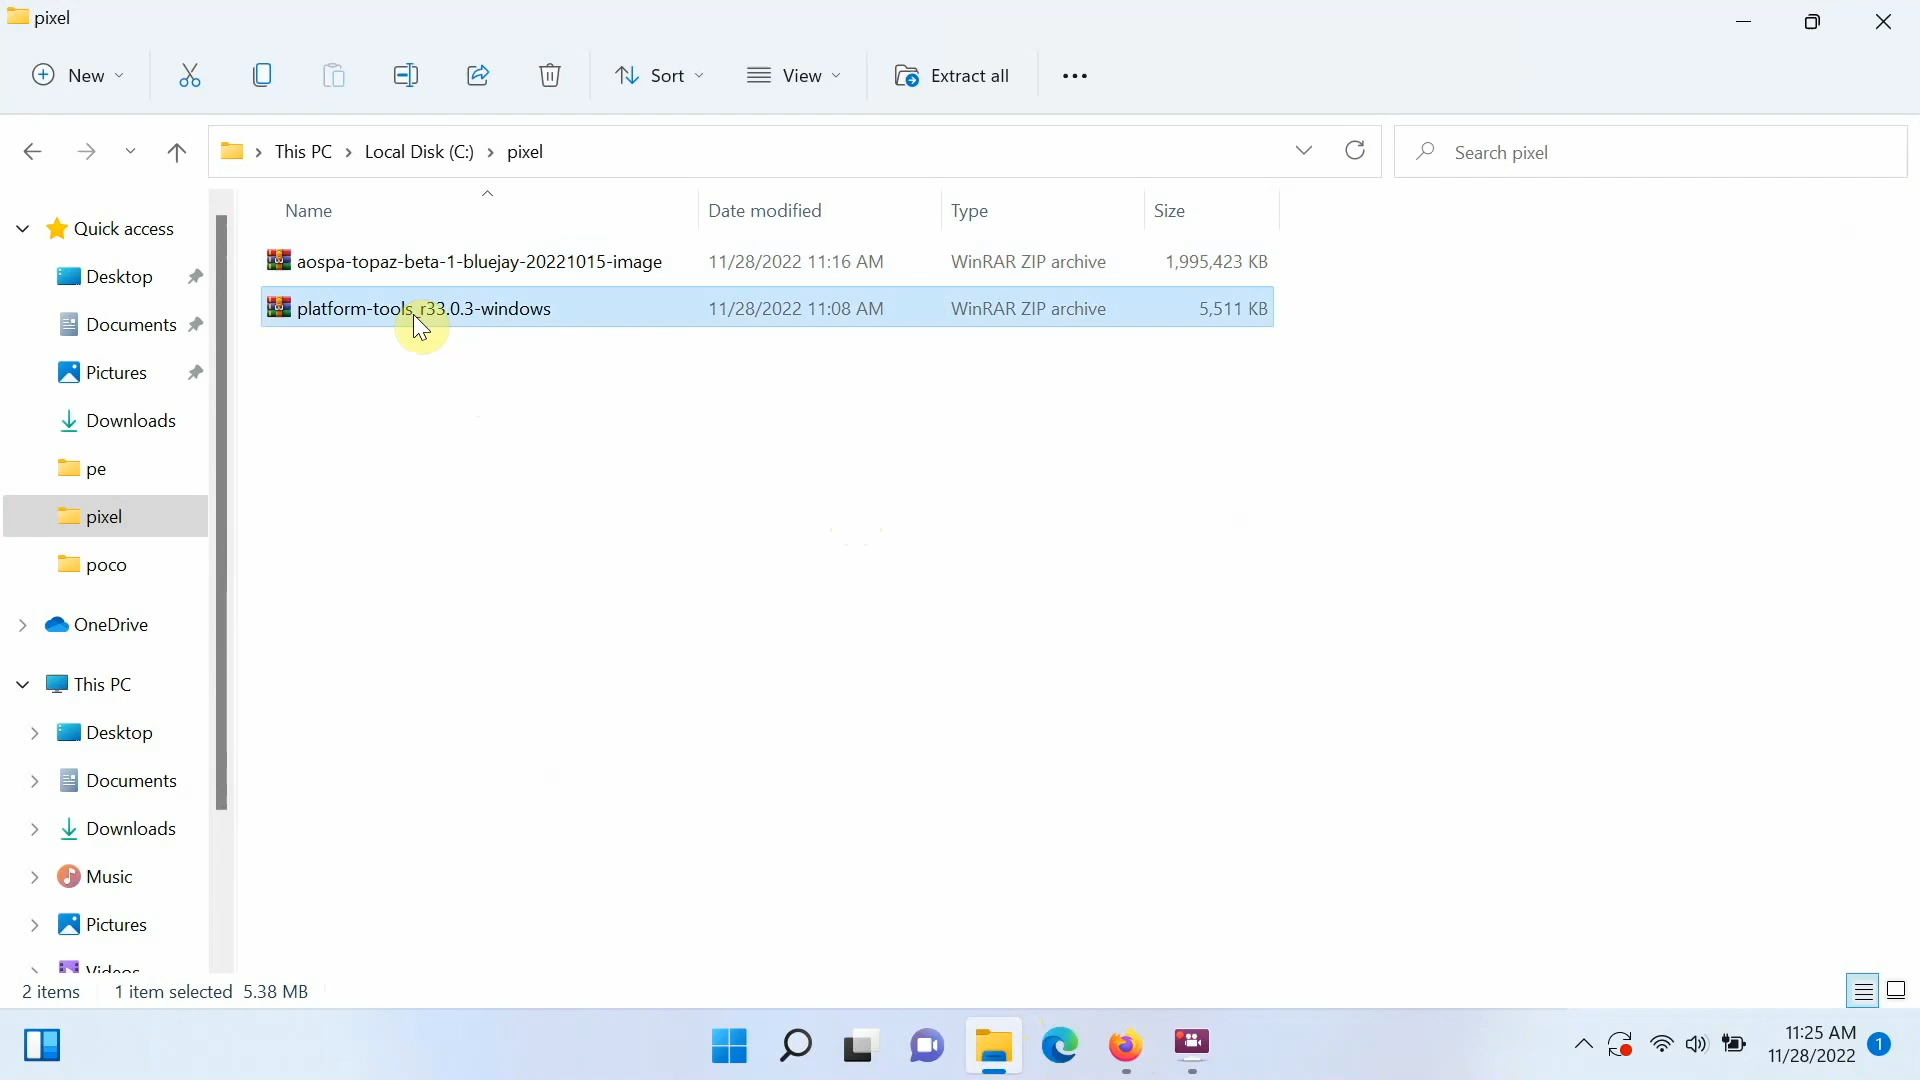 pixel
New
Sort
View
Extract all
This PC > Local Disk (C:) > pixel
Search pixel
Name
Date modified
Type
Size
aospa-topaz-beta-1-bluejay-20221015-image 11/28/2022 11:16 AM WinRAR ZIP archive 1,995,423 KB
platform-tools_r33.0.3-windows 11/28/2022 11:08 AM WinRAR ZIP archive 5,511 KB
Quick access
Desktop
Documents
Pictures
Downloads
pe
pixel
poco
OneDrive
This PC
Desktop
Documents
Downloads
Music
Pictures
Videos
2 items 1 item selected 5.38 MB
11:25 AM
11/28/2022
1